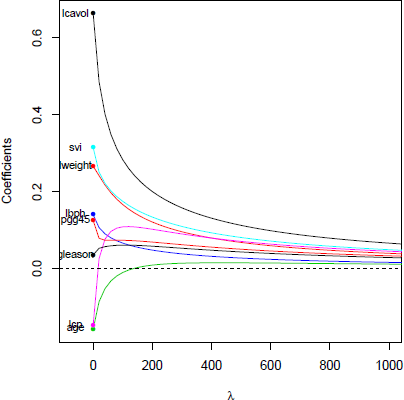 lcavol
svi
lweight
lbph
pgg45
gleason
lcp
age
Coefficients
0.6
0.4
0.2
0.0
0 200 400 600 800 1000
λ